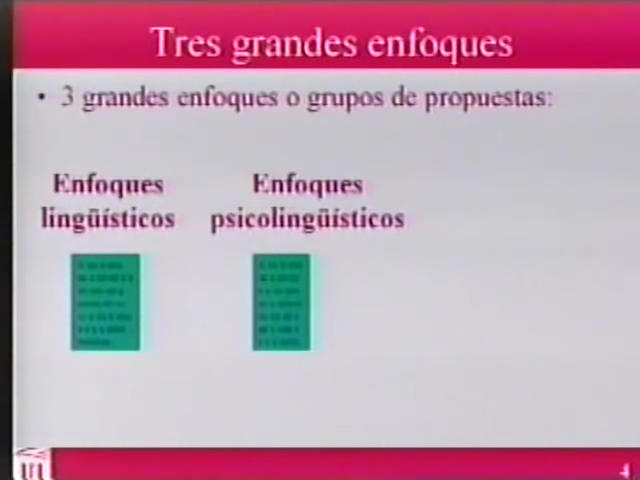 Tres grandes enfoques
• 3 grandes enfoques o grupos de propuestas:
Enfoques
lingüísticos
Enfoques
psicolingüísticos
4